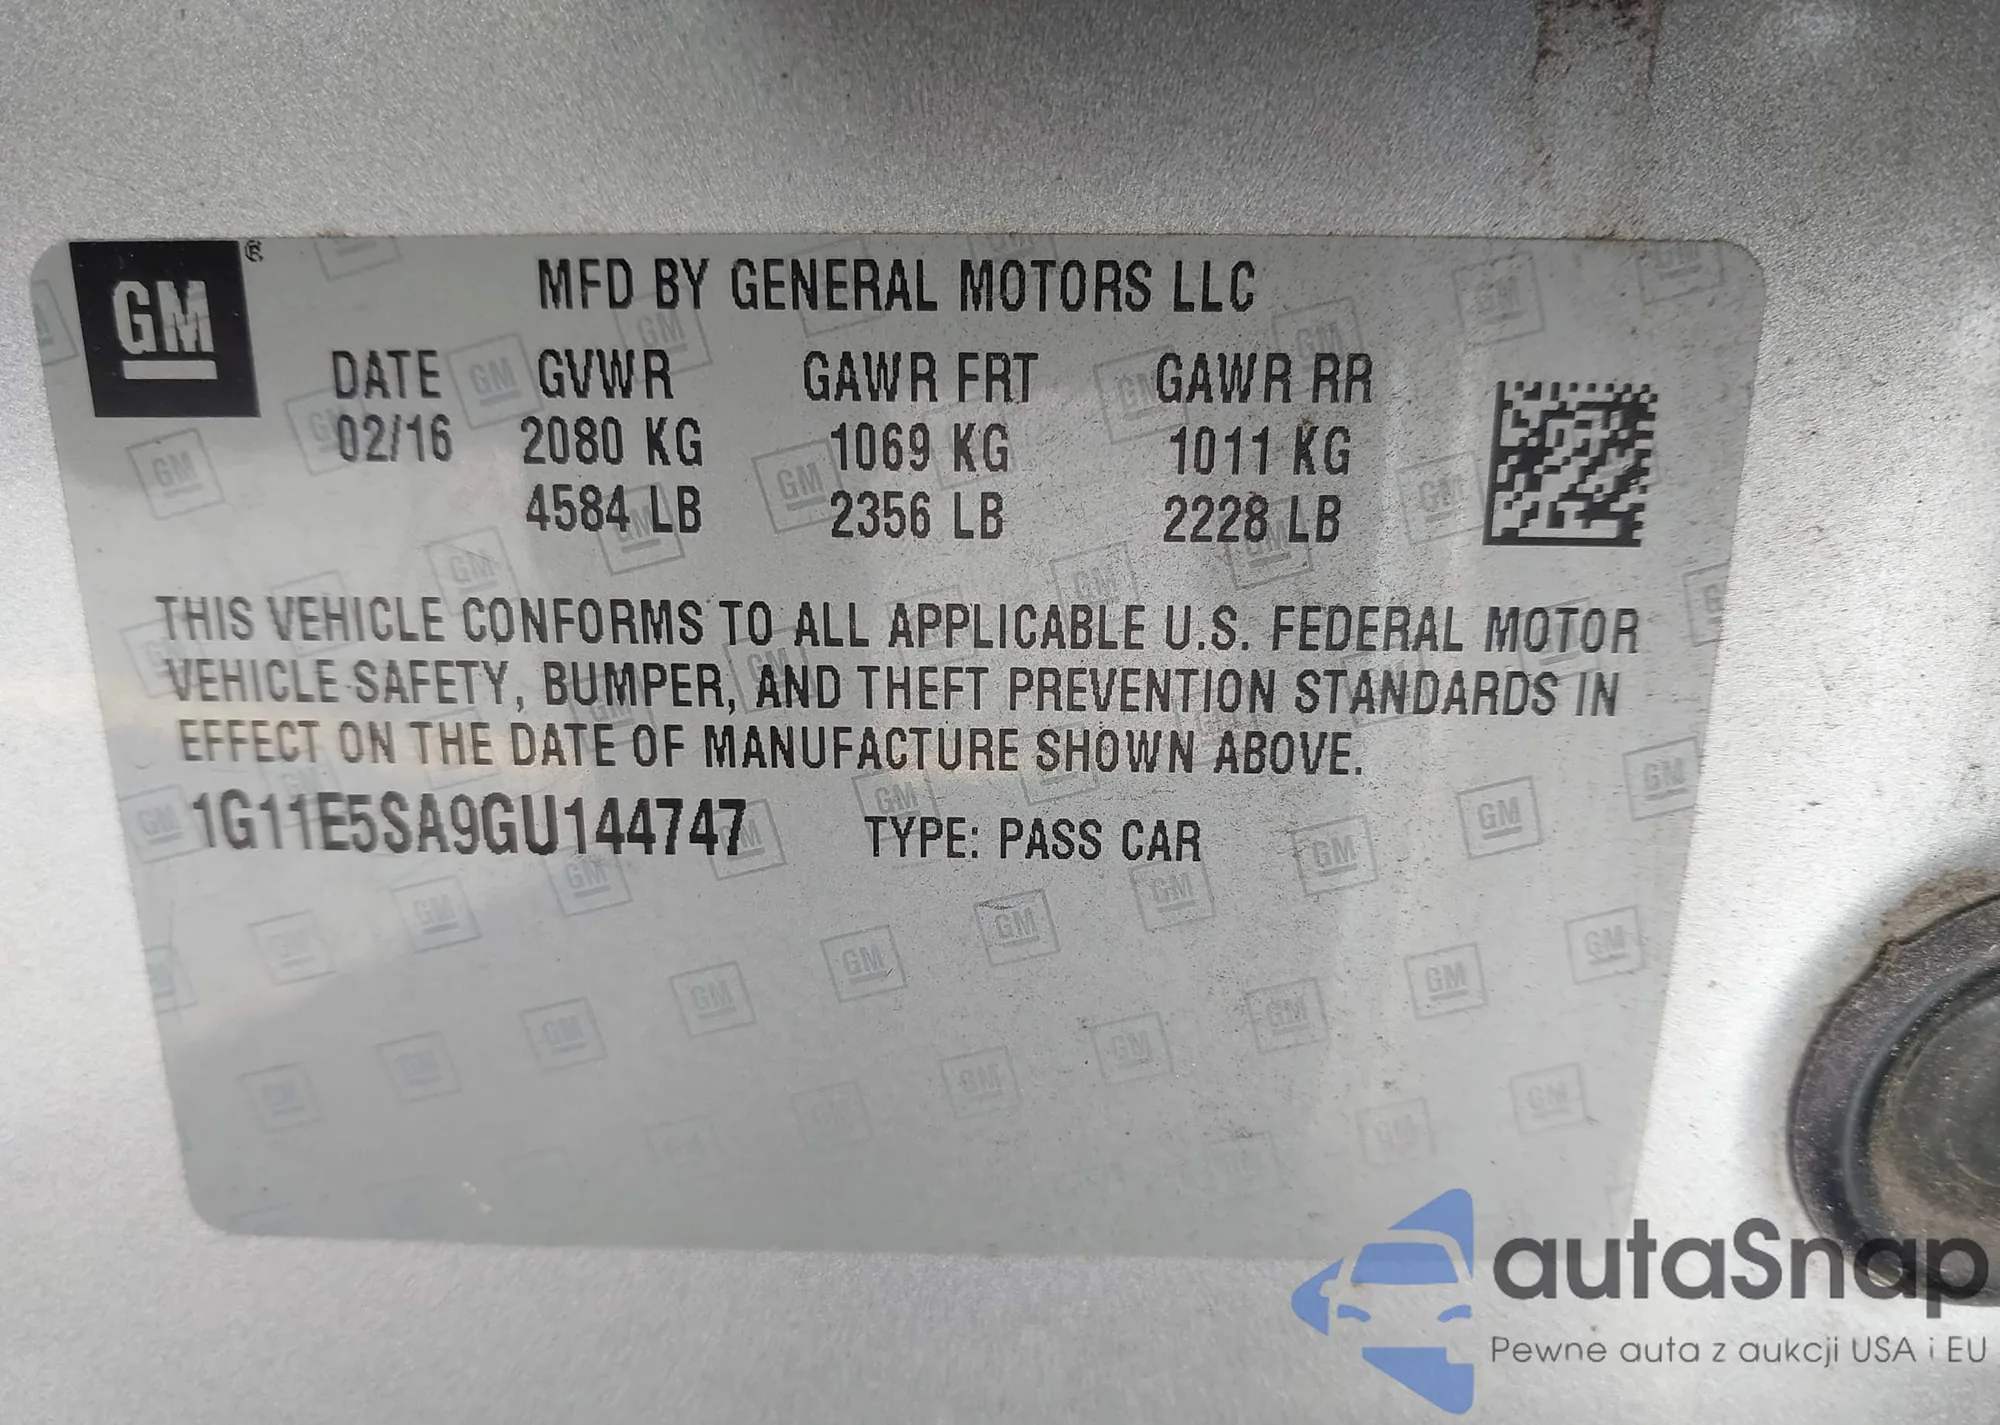 GM ®
MFD BY GENERAL MOTORS LLC
DATE GVWR GAWR FRT GAWR RR
02/16 2080 KG 1069 KG 1011 KG
4584 LB 2356 LB 2228 LB
THIS VEHICLE CONFORMS TO ALL APPLICABLE U.S. FEDERAL MOTOR
VEHICLE SAFETY, BUMPER, AND THEFT PREVENTION STANDARDS IN
EFFECT ON THE DATE OF MANUFACTURE SHOWN ABOVE.
1G11E5SA9GU144747 TYPE: PASS CAR
autaSnap
Pewne auta z aukcji USA i EU